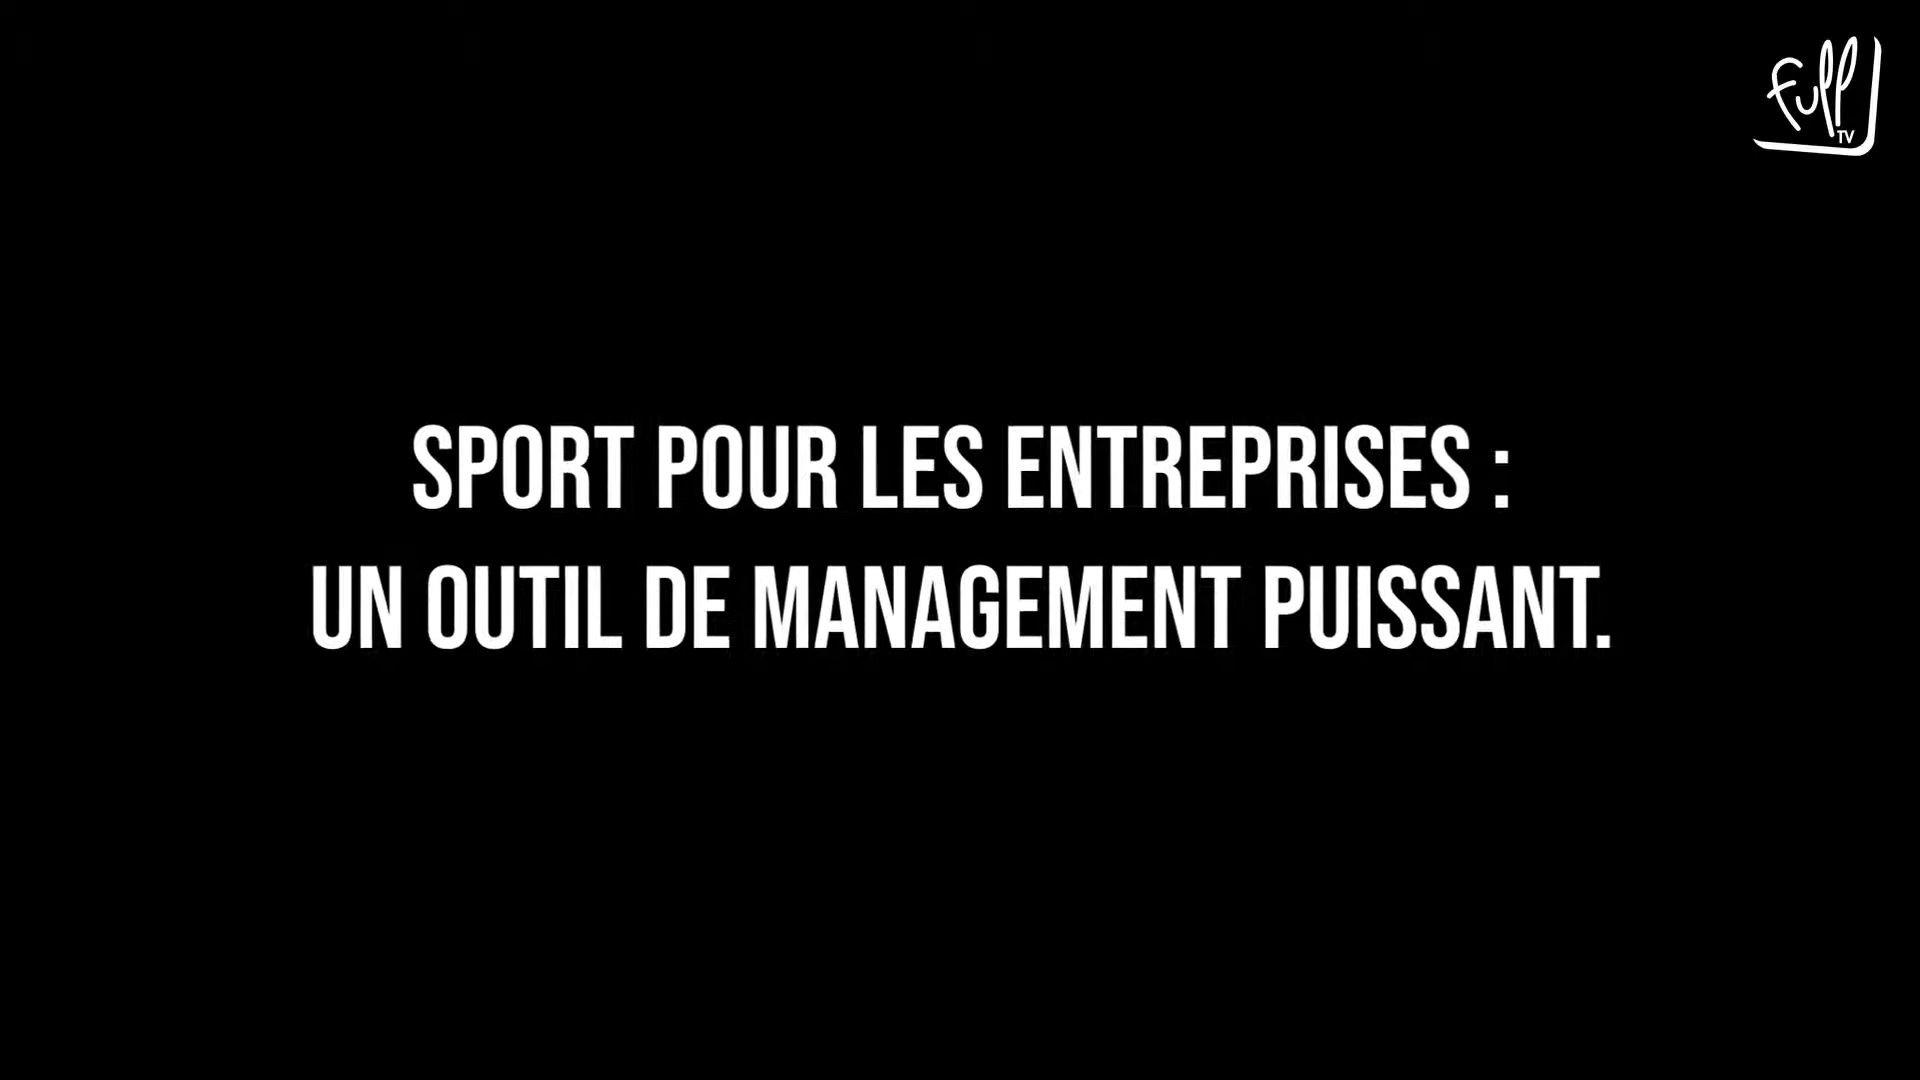 Full
TV
SPORT POUR LES ENTREPRISES :
UN OUTIL DE MANAGEMENT PUISSANT.